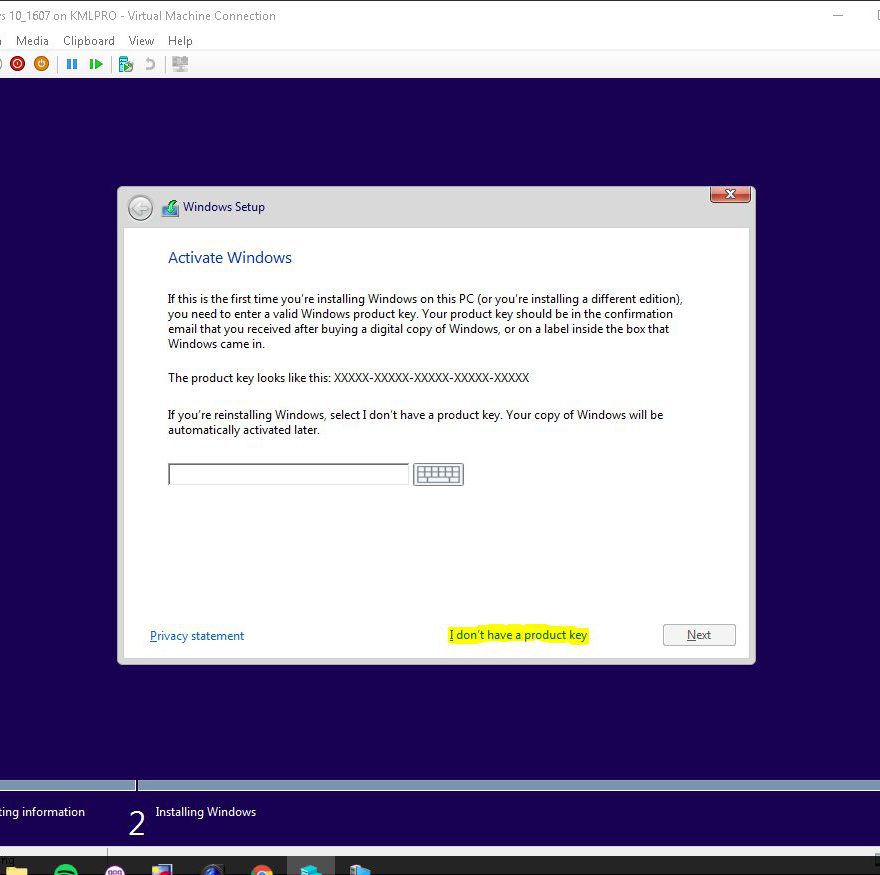 s 10_1607 on KMLPRO - Virtual Machine Connection
Media Clipboard View Help
Windows Setup
Activate Windows
If this is the first time you're installing Windows on this PC (or you're installing a different edition),
you need to enter a valid Windows product key. Your product key should be in the confirmation
email that you received after buying a digital copy of Windows, or on a label inside the box that
Windows came in.
The product key looks like this: XXXXX-XXXXX-XXXXX-XXXXX-XXXXX
If you're reinstalling Windows, select I don't have a product key. Your copy of Windows will be
automatically activated later.
Privacy statement
I don't have a product key
Next
ting information
2 Installing Windows